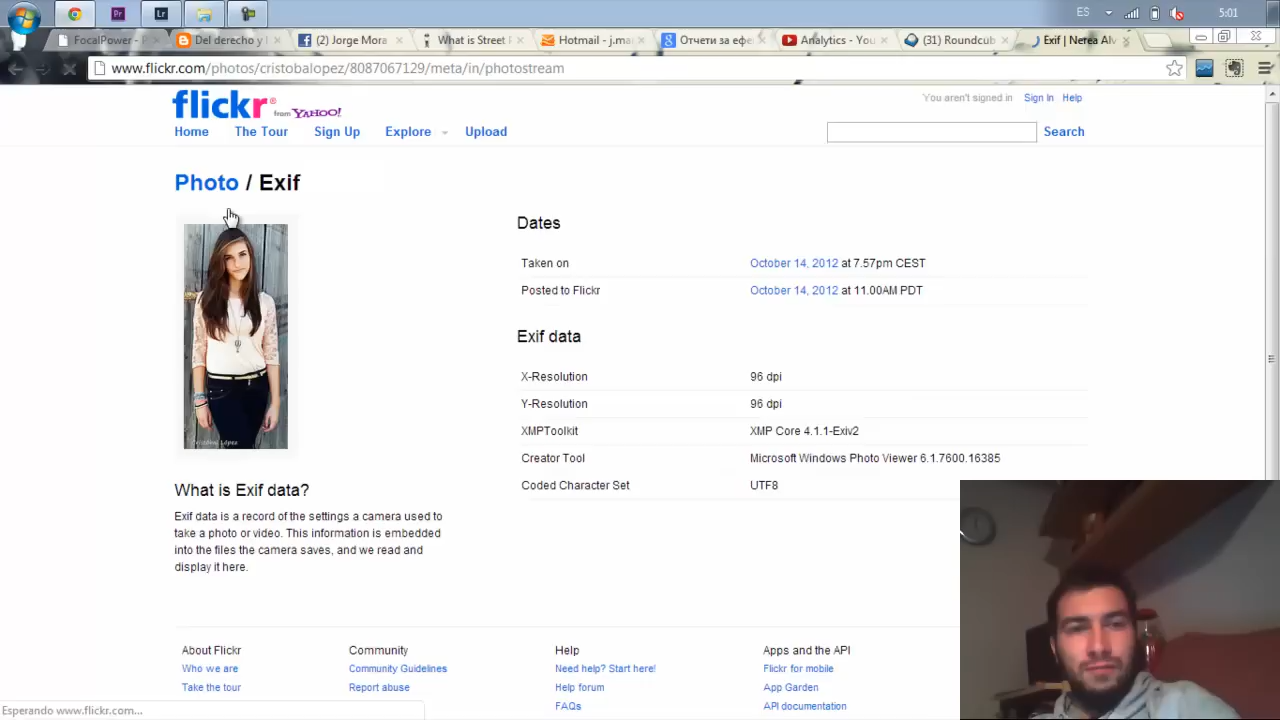 ES 5:01
FocalPower - P
Del derecho y
(2) Jorge Mora
What is Street
Hotmail - j.ma
Отчети за ефе
Analytics - You
(31) Roundcub
Exif | Nerea Alv
www.flickr.com/photos/cristobalopez/8087067129/meta/in/photostream
flickr from YAHOO!
You aren't signed in Sign In Help
Home The Tour Sign Up Explore Upload
Search
Photo / Exif
Dates
Taken on October 14, 2012 at 7.57pm CEST
Posted to Flickr October 14, 2012 at 11.00AM PDT
Exif data
X-Resolution 96 dpi
Y-Resolution 96 dpi
XMPToolkit XMP Core 4.1.1-Exiv2
Creator Tool Microsoft Windows Photo Viewer 6.1.7600.16385
Coded Character Set UTF8
What is Exif data?
Exif data is a record of the settings a camera used to
take a photo or video. This information is embedded
into the files the camera saves, and we read and
display it here.
About Flickr
Who we are
Take the tour
Community
Community Guidelines
Report abuse
Help
Need help? Start here!
Help forum
FAQs
Apps and the API
Flickr for mobile
App Garden
API documentation
Esperando www.flickr.com...